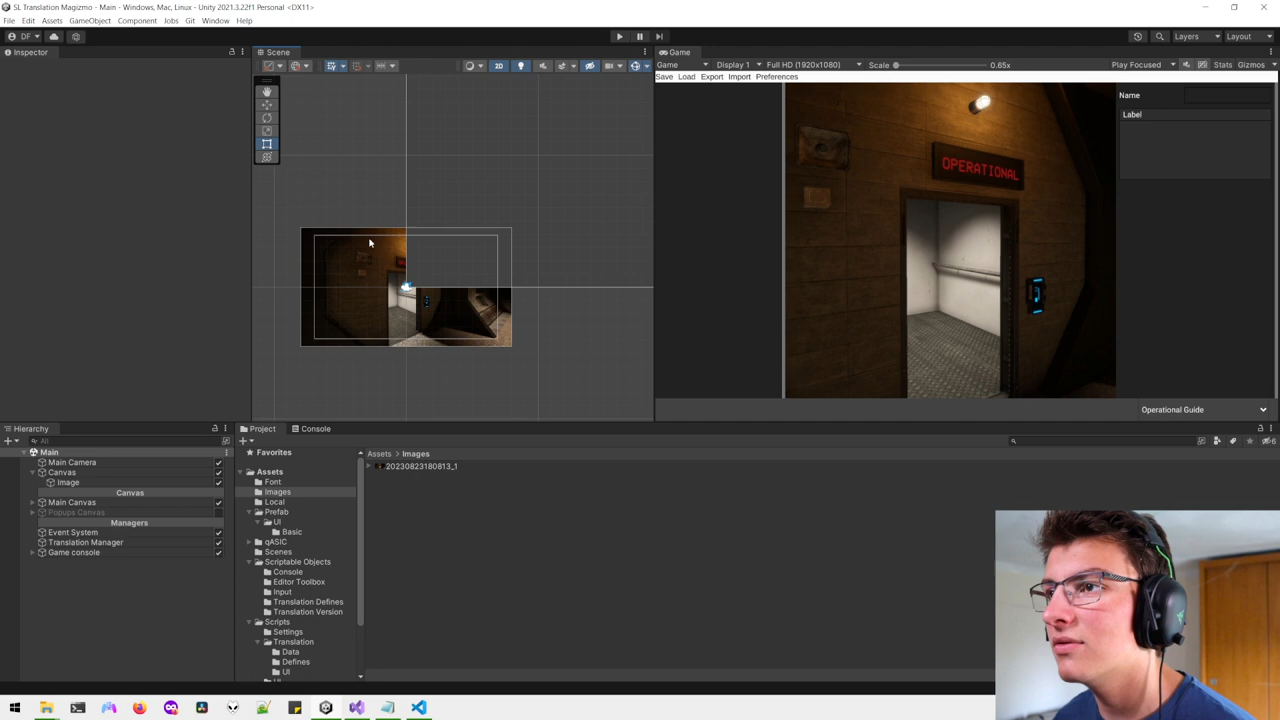 SL Translation Magizmo - Main - Windows, Mac, Linux - Unity 2021.3.22f1 Personal <DX11>
File Edit Assets GameObject Component Jobs Git Window Help
DF Layers Layout
Inspector
Scene
2D
Game
Game Display 1 Full HD (1920x1080) Scale 0.65x Play Focused Stats Gizmos
Save Load Export Import Preferences
Name
Label
OPERATIONAL
Operational Guide
Hierarchy
All
Main
Main Camera
Canvas
Image
Canvas
Main Canvas
Popups Canvas
Managers
Event System
Translation Manager
Game console
Project Console
6
Favorites
Assets
Font
Images
Local
Prefab
UI
Basic
qASIC
Scenes
Scriptable Objects
Console
Editor Toolbox
Input
Translation Defines
Translation Version
Scripts
Settings
Translation
Data
Defines
UI
Assets Images
20230823180813_1